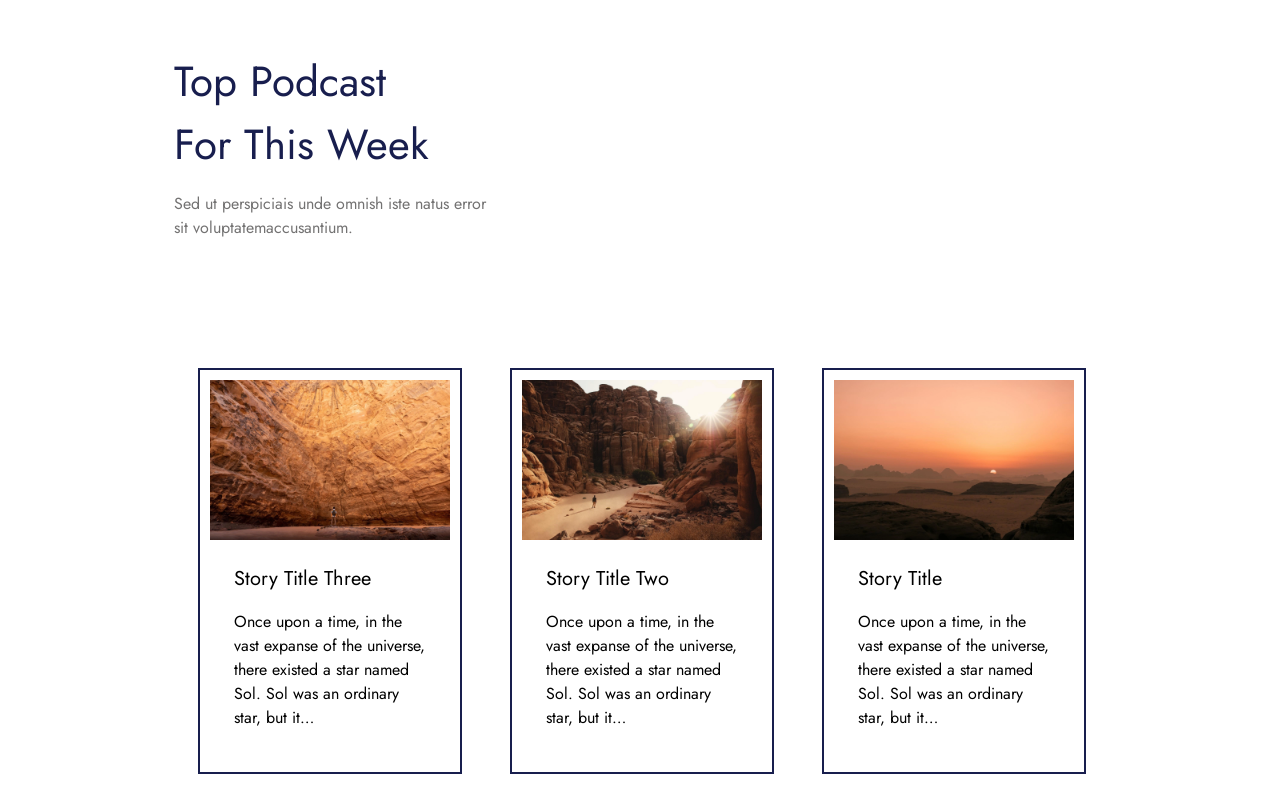 Top Podcast
For This Week
Sed ut perspiciais unde omnish iste natus error
sit voluptatemaccusantium.
Story Title Three
Once upon a time, in the
vast expanse of the universe,
there existed a star named
Sol. Sol was an ordinary
star, but it...
Story Title Two
Once upon a time, in the
vast expanse of the universe,
there existed a star named
Sol. Sol was an ordinary
star, but it...
Story Title
Once upon a time, in the
vast expanse of the universe,
there existed a star named
Sol. Sol was an ordinary
star, but it...